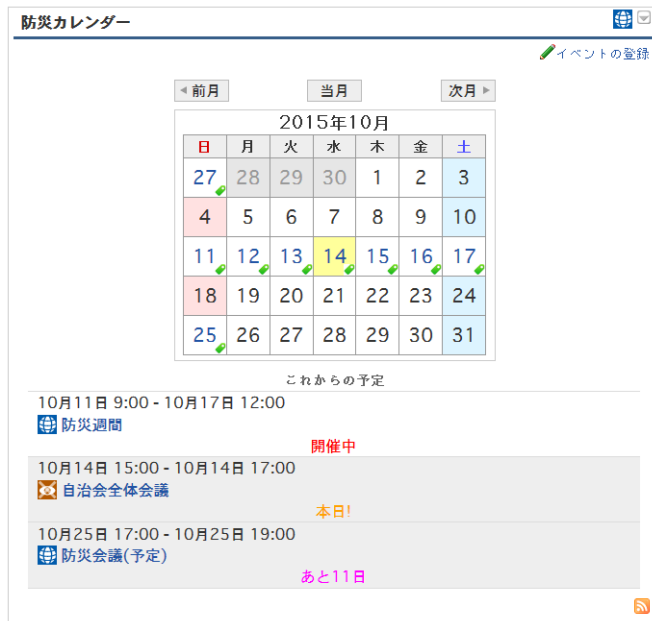 防災カレンダー
イベントの登録
前月 当月 次月
2015年10月
日 月 火 水 木 金 土
27 28 29 30 1 2 3
4 5 6 7 8 9 10
11 12 13 14 15 16 17
18 19 20 21 22 23 24
25 26 27 28 29 30 31
これからの予定
10月11日 9:00 - 10月17日 12:00
防災週間
開催中
10月14日 15:00 - 10月14日 17:00
自治会全体会議
本日!
10月25日 17:00 - 10月25日 19:00
防災会議(予定)
あと11日